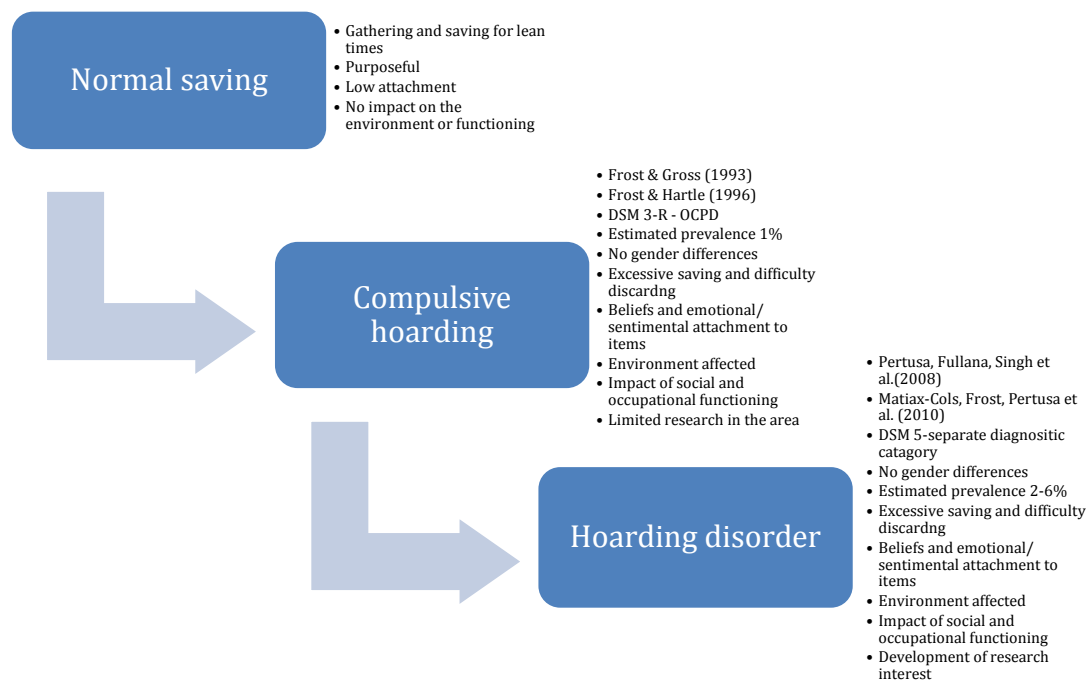 Normal saving
• Gathering and saving for lean
times
• Purposeful
• Low attachment
• No impact on the
environment or functioning
Compulsive
hoarding
• Frost & Gross (1993)
• Frost & Hartle (1996)
• DSM 3-R - OCPD
• Estimated prevalence 1%
• No gender differences
• Excessive saving and difficulty
discardng
• Beliefs and emotional/
sentimental attachment to
items
• Environment affected
• Impact of social and
occupational functioning
• Limited research in the area
Hoarding disorder
• Pertusa, Fullana, Singh et
al.(2008)
• Matiax-Cols, Frost, Pertusa et
al. (2010)
• DSM 5-separate diagnositic
catagory
• No gender differences
• Estimated prevalence 2-6%
• Excessive saving and difficulty
discardng
• Beliefs and emotional/
sentimental attachment to
items
• Environment affected
• Impact of social and
occupational functioning
• Development of research
interest